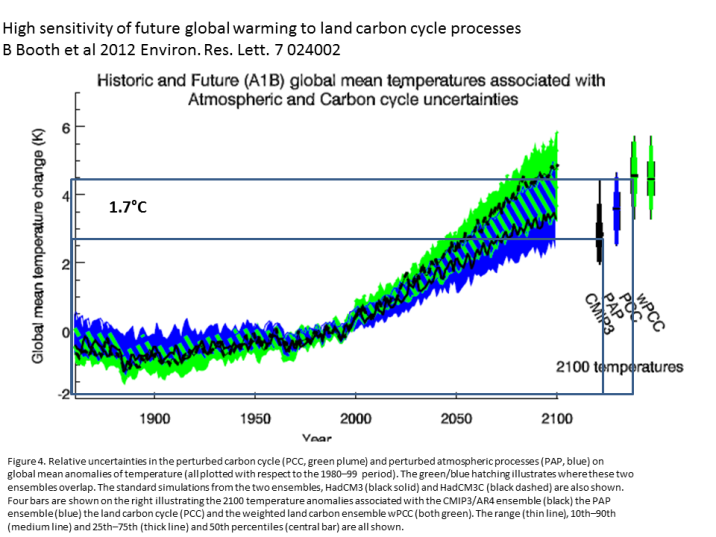 High sensitivity of future global warming to land carbon cycle processes
B Booth et al 2012 Environ. Res. Lett. 7 024002
Historic and Future (A1B) global mean temperatures associated with
Atmospheric and Carbon cycle uncertainties
Global mean temperature change (K)
6
4
2
0
-2
1.7°C
CMIP3
PAP
PCC
wPCC
2100 temperatures
1900
1950
2000
2050
2100
Year
Figure 4. Relative uncertainties in the perturbed carbon cycle (PCC, green plume) and perturbed atmospheric processes (PAP, blue) on
global mean anomalies of temperature (all plotted with respect to the 1980–99 period). The green/blue hatching illustrates where these two
ensembles overlap. The standard simulations from the two ensembles, HadCM3 (black solid) and HadCM3C (black dashed) are also shown.
Four bars are shown on the right illustrating the 2100 temperature anomalies associated with the CMIP3/AR4 ensemble (black) the PAP
ensemble (blue) the land carbon cycle (PCC) and the weighted land carbon ensemble wPCC (both green). The range (thin line), 10th–90th
(medium line) and 25th–75th (thick line) and 50th percentiles (central bar) are all shown.